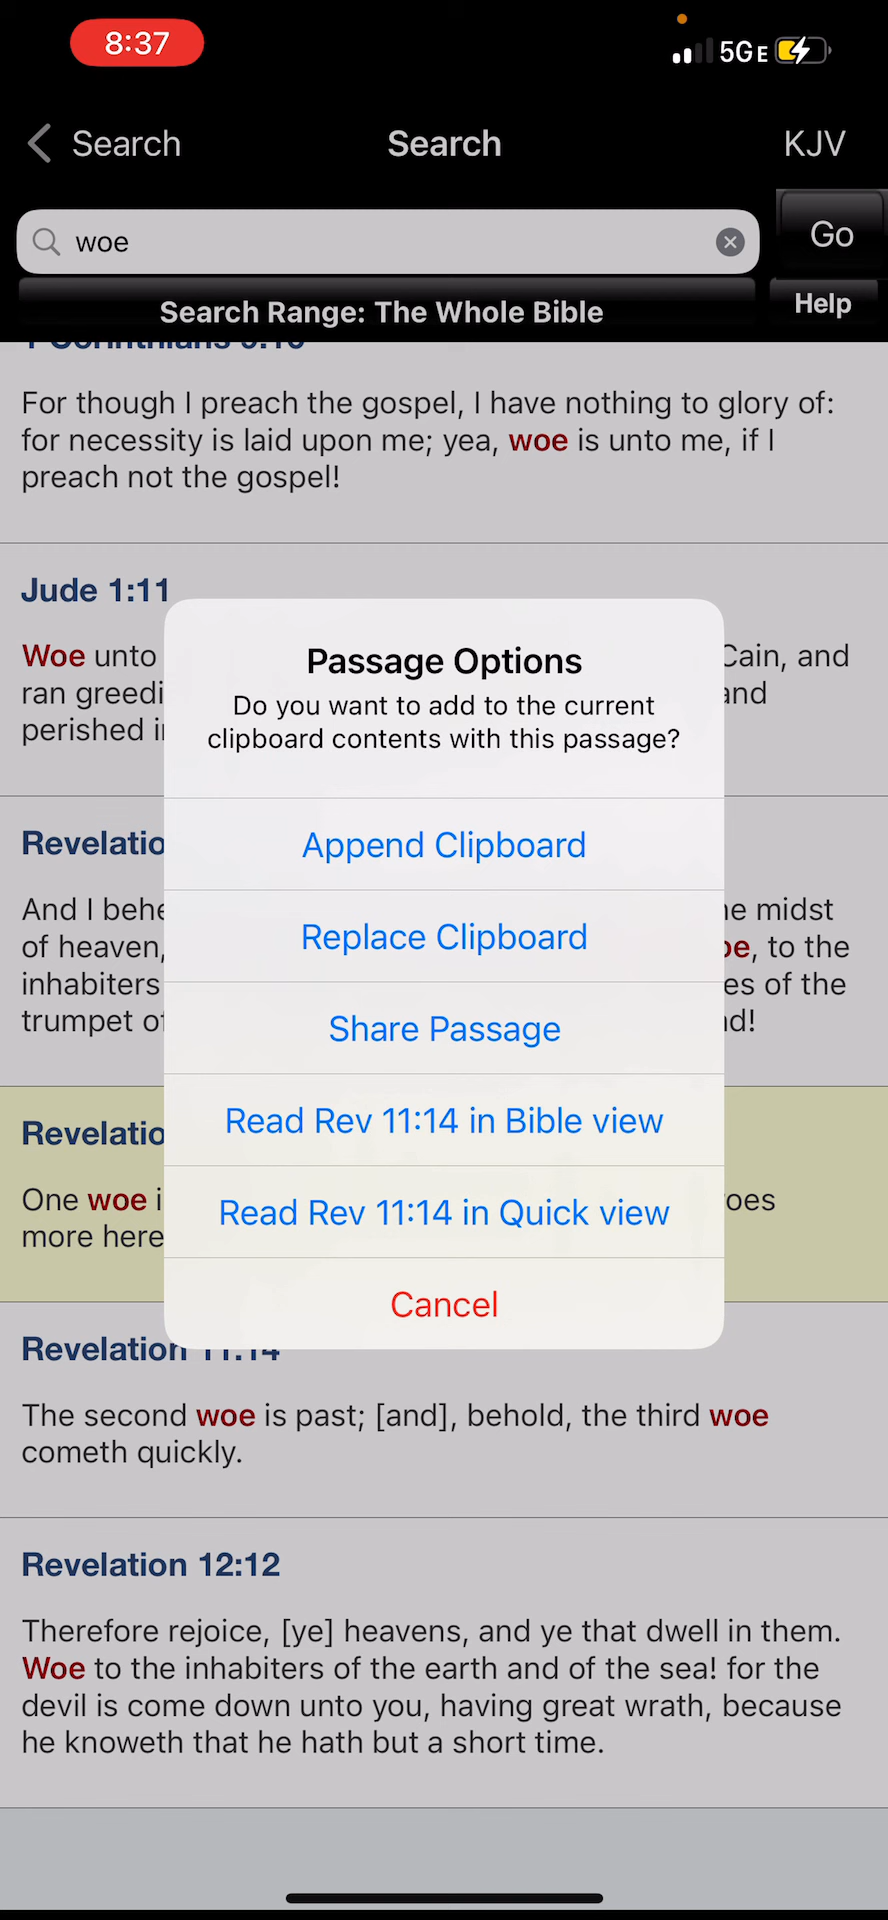 8:37
5GE
Search
Search
KJV
woe
Go
Search Range: The Whole Bible
Help
For though I preach the gospel, I have nothing to glory of:
for necessity is laid upon me; yea, woe is unto me, if I
preach not the gospel!
Jude 1:11
Woe unto Cain, and
ran and
perished
Passage Options
Do you want to add to the current
clipboard contents with this passage?
Append Clipboard
Replace Clipboard
Share Passage
Read Rev 11:14 in Bible view
Read Rev 11:14 in Quick view
Cancel
And I midst
of heaven, to the
inhabiters of the
trumpet
One woe
more
Revelation 11:14
The second woe is past; [and], behold, the third woe
cometh quickly.
Revelation 12:12
Therefore rejoice, [ye] heavens, and ye that dwell in them.
Woe to the inhabiters of the earth and of the sea! for the
devil is come down unto you, having great wrath, because
he knoweth that he hath but a short time.